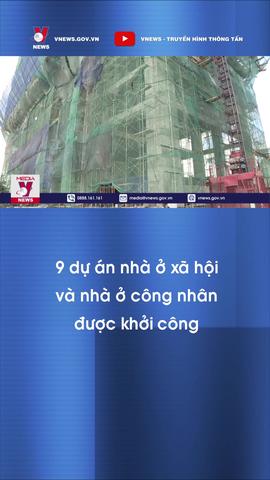 NEWS
VNEWS.GOV.VN
VNEWS - TRUYỀN HÌNH THÔNG TẤN
MEDIA
NEWS
0888.161.161
media@vnews.gov.vn
vnews.gov.vn
9 dự án nhà ở xã hội
và nhà ở công nhân
được khởi công